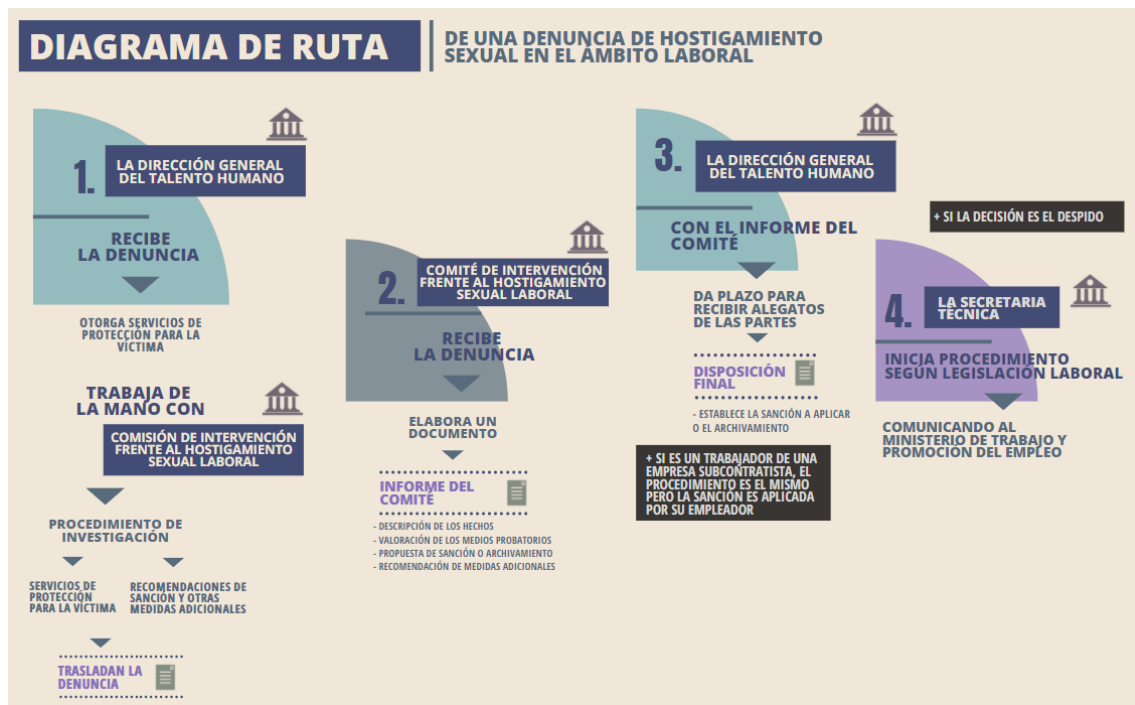 DIAGRAMA DE RUTA
DE UNA DENUNCIA DE HOSTIGAMIENTO
SEXUAL EN EL ÁMBITO LABORAL
1.
LA DIRECCIÓN GENERAL
DEL TALENTO HUMANO
RECIBE
LA DENUNCIA
OTORGA SERVICIOS DE
PROTECCIÓN PARA LA
VÍCTIMA
TRABAJA DE
LA MANO CON
COMISIÓN DE INTERVENCIÓN
FRENTE AL HOSTIGAMIENTO
SEXUAL LABORAL
PROCEDIMIENTO DE
INVESTIGACIÓN
SERVICIOS DE
PROTECCIÓN
PARA LA VÍCTIMA
RECOMENDACIONES DE
SANCIÓN Y OTRAS
MEDIDAS ADICIONALES
TRASLADAN LA
DENUNCIA
2.
COMITÉ DE INTERVENCIÓN
FRENTE AL HOSTIGAMIENTO
SEXUAL LABORAL
RECIBE
LA DENUNCIA
ELABORA UN
DOCUMENTO
INFORME DEL
COMITÉ
- DESCRIPCIÓN DE LOS HECHOS
- VALORACIÓN DE LOS MEDIOS PROBATORIOS
- PROPUESTA DE SANCIÓN O ARCHIVAMIENTO
- RECOMENDACIÓN DE MEDIDAS ADICIONALES
3.
LA DIRECCIÓN GENERAL
DEL TALENTO HUMANO
CON EL INFORME DEL
COMITÉ
DA PLAZO PARA
RECIBIR ALEGATOS
DE LAS PARTES
DISPOSICIÓN
FINAL
- ESTABLECE LA SANCIÓN A APLICAR
O EL ARCHIVAMIENTO
+ SI ES UN TRABAJADOR DE UNA
EMPRESA SUBCONTRATISTA, EL
PROCEDIMIENTO ES EL MISMO
PERO LA SANCIÓN ES APLICADA
POR SU EMPLEADOR
+ SI LA DECISIÓN ES EL DESPIDO
4.
LA SECRETARIA
TÉCNICA
INICIA PROCEDIMIENTO
SEGÚN LEGISLACIÓN LABORAL
COMUNICANDO AL
MINISTERIO DE TRABAJO Y
PROMOCIÓN DEL EMPLEO